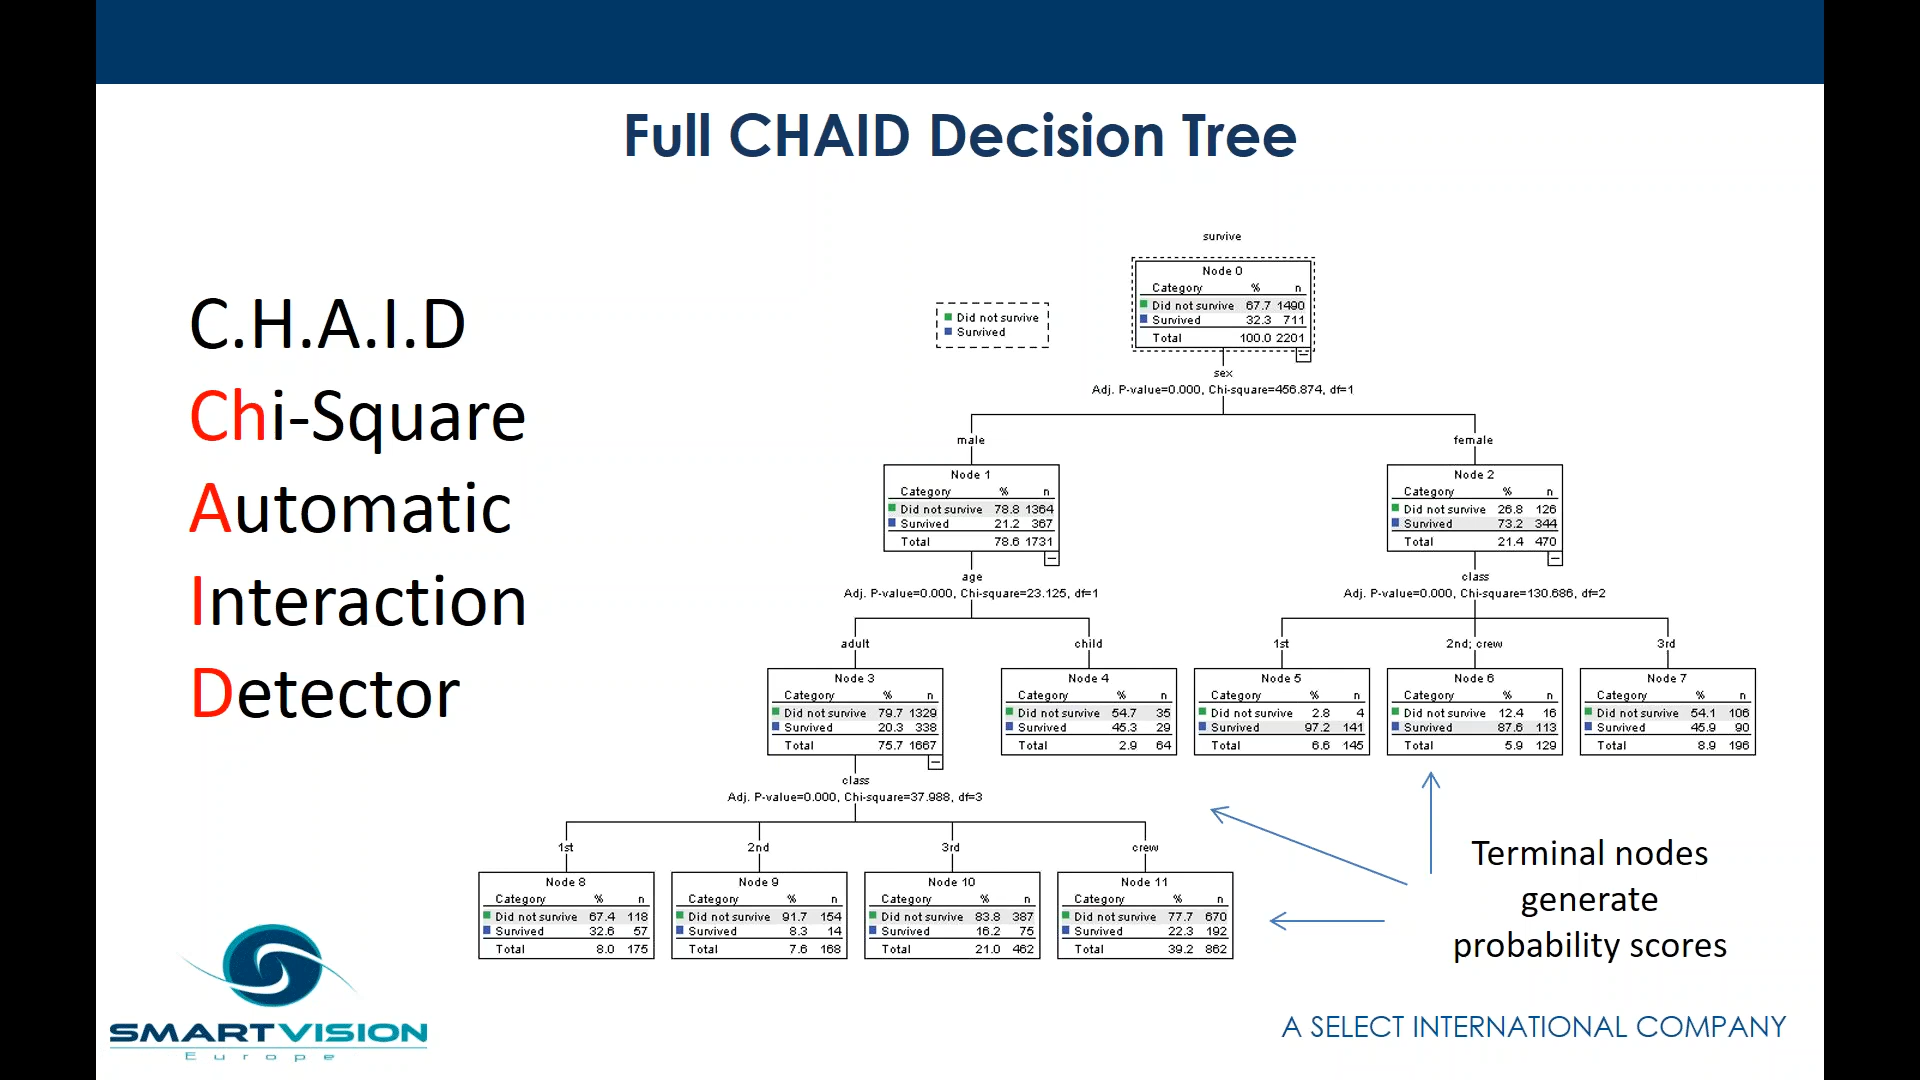 Full CHAID Decision Tree
C.H.A.I.D
Chi-Square
Automatic
Interaction
Detector
survive
Node 0
Category % n
Did not survive 67.7 1490
Survived 32.3 711
Total 100.0 2201
Did not survive
Survived
sex
Adj. P-value=0.000, Chi-square=456.874, df=1
male
female
Node 1
Category % n
Did not survive 78.8 1364
Survived 21.2 367
Total 78.6 1731
Node 2
Category % n
Did not survive 26.8 126
Survived 73.2 344
Total 21.4 470
age
Adj. P-value=0.000, Chi-square=23.125, df=1
class
Adj. P-value=0.000, Chi-square=130.686, df=2
adult
child
1st
2nd; crew
3rd
Node 3
Category % n
Did not survive 79.7 1329
Survived 20.3 338
Total 75.7 1667
Node 4
Category % n
Did not survive 54.7 35
Survived 45.3 29
Total 2.9 64
Node 5
Category % n
Did not survive 2.8 4
Survived 97.2 141
Total 6.6 145
Node 6
Category % n
Did not survive 12.4 16
Survived 87.6 113
Total 5.9 129
Node 7
Category % n
Did not survive 54.1 106
Survived 45.9 90
Total 8.9 196
class
Adj. P-value=0.000, Chi-square=37.988, df=3
1st
2nd
3rd
crew
Node 8
Category % n
Did not survive 67.4 118
Survived 32.6 57
Total 8.0 175
Node 9
Category % n
Did not survive 91.7 154
Survived 8.3 14
Total 7.6 168
Node 10
Category % n
Did not survive 83.8 387
Survived 16.2 75
Total 21.0 462
Node 11
Category % n
Did not survive 77.7 670
Survived 22.3 192
Total 39.2 862
Terminal nodes
generate
probability scores
SMARTVISION
Europe
A SELECT INTERNATIONAL COMPANY